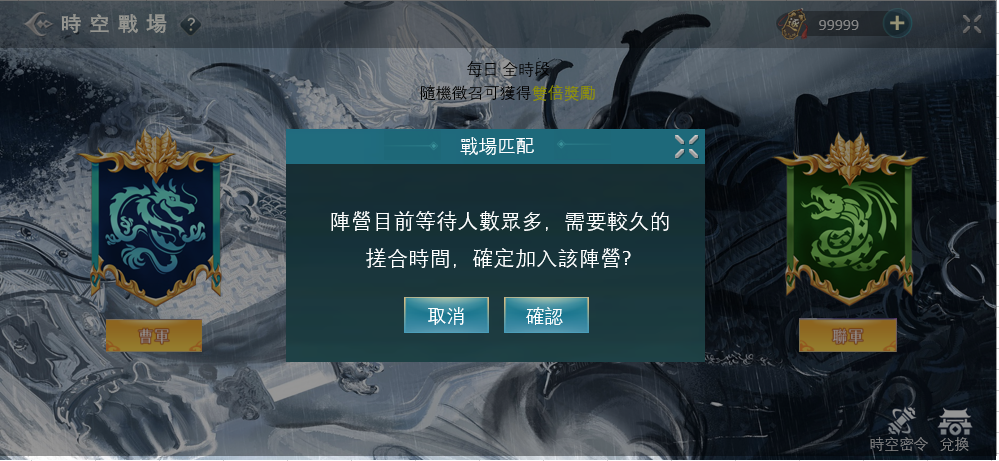 時空戰場 ?
99999 +
每日 全時段
隨機徵召可獲得雙倍獎勵
戰場匹配
陣營目前等待人數眾多，需要較久的
搓合時間，確定加入該陣營?
取消
確認
曹軍
聯軍
時空密令
兌換